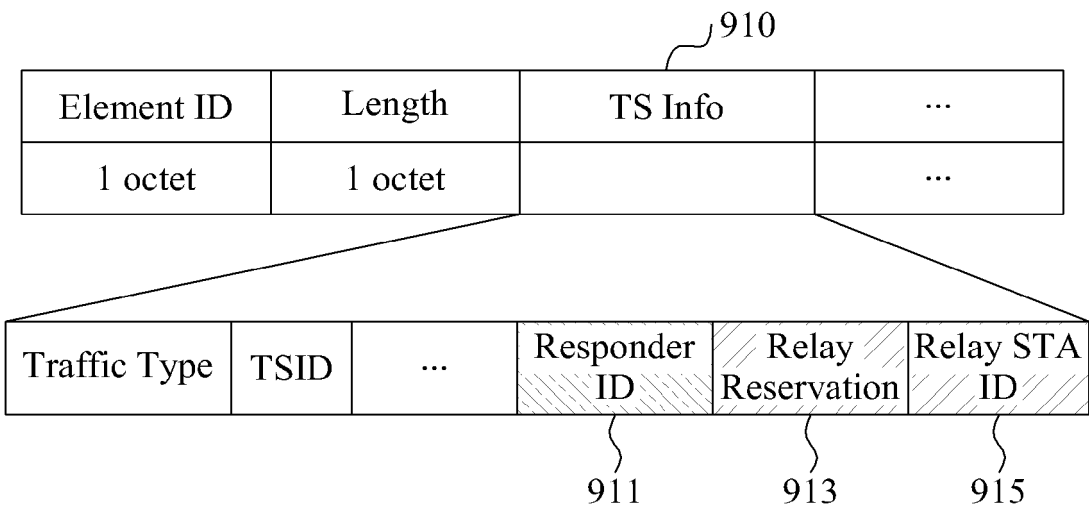 910
Element ID Length TS Info ...
1 octet 1 octet ...
Traffic Type TSID ... Responder ID Relay Reservation Relay STA ID
911 913 915